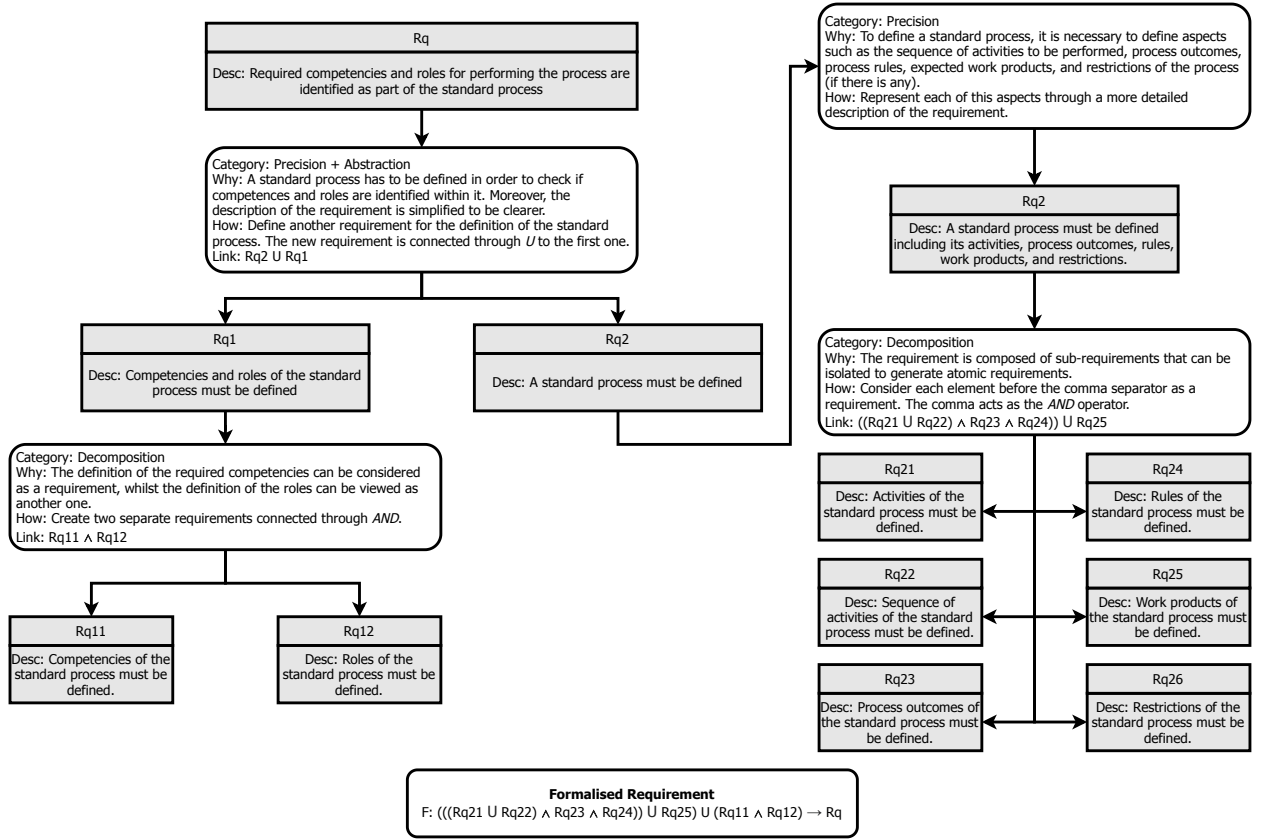 Rq
Desc: Required competencies and roles for performing the process are
identified as part of the standard process
Category: Precision + Abstraction
Why: A standard process has to be defined in order to check if
competences and roles are identified within it. Moreover, the
description of the requirement is simplified to be clearer.
How: Define another requirement for the definition of the standard
process. The new requirement is connected through U to the first one.
Link: Rq2 U Rq1
Rq1
Desc: Competencies and roles of the standard
process must be defined
Rq2
Desc: A standard process must be defined
Category: Decomposition
Why: The definition of the required competencies can be considered
as a requirement, whilst the definition of the roles can be viewed as
another one.
How: Create two separate requirements connected through AND.
Link: Rq11 ∧ Rq12
Rq11
Desc: Competencies of the
standard process must be
defined.
Rq12
Desc: Roles of the
standard process must be
defined.
Category: Precision
Why: To define a standard process, it is necessary to define aspects
such as the sequence of activities to be performed, process outcomes,
process rules, expected work products, and restrictions of the process
(if there is any).
How: Represent each of this aspects through a more detailed
description of the requirement.
Rq2
Desc: A standard process must be defined
including its activities, process outcomes, rules,
work products, and restrictions.
Category: Decomposition
Why: The requirement is composed of sub-requirements that can be
isolated to generate atomic requirements.
How: Consider each element before the comma separator as a
requirement. The comma acts as the AND operator.
Link: ((Rq21 U Rq22) ∧ Rq23 ∧ Rq24)) U Rq25
Rq21
Desc: Activities of the
standard process must be
defined.
Rq24
Desc: Rules of the
standard process must be
defined.
Rq22
Desc: Sequence of
activities of the standard
process must be defined.
Rq25
Desc: Work products of
the standard process must
be defined.
Rq23
Desc: Process outcomes of
the standard process must
be defined.
Rq26
Desc: Restrictions of the
standard process must be
defined.
Formalised Requirement
F: (((Rq21 U Rq22) ∧ Rq23 ∧ Rq24)) U Rq25) U (Rq11 ∧ Rq12) → Rq